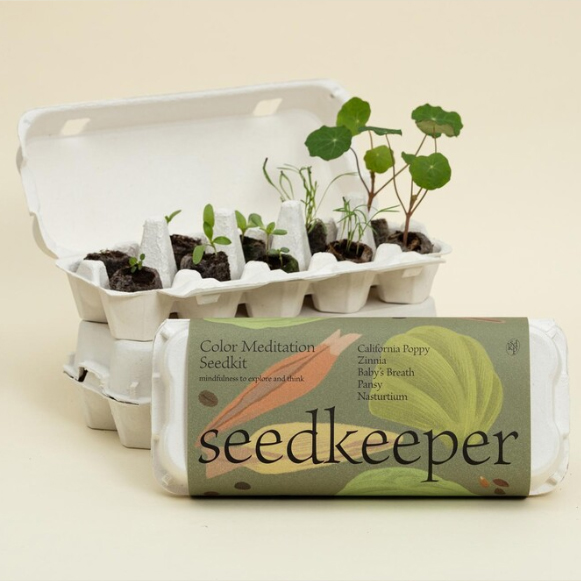 Color Meditation
Seedkit
mindfulness to explore and think
California Poppy
Zinnia
Baby's Breath
Pansy
Nasturtium
seedkeeper